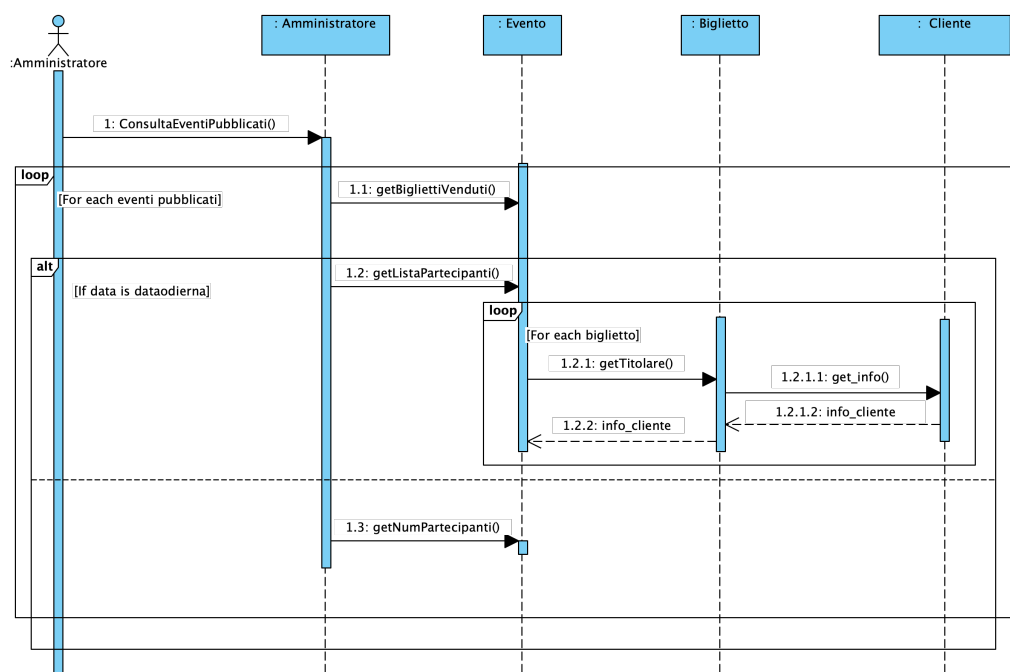 : Amministratore
: Evento
: Biglietto
: Cliente
:Amministratore
1: ConsultaEventiPubblicati()
loop
[For each eventi pubblicati]
1.1: getBigliettiVenduti()
alt
[If data is dataodierna]
1.2: getListaPartecipanti()
loop
[For each biglietto]
1.2.1: getTitolare()
1.2.1.1: get_info()
1.2.1.2: info_cliente
1.2.2: info_cliente
1.3: getNumPartecipanti()